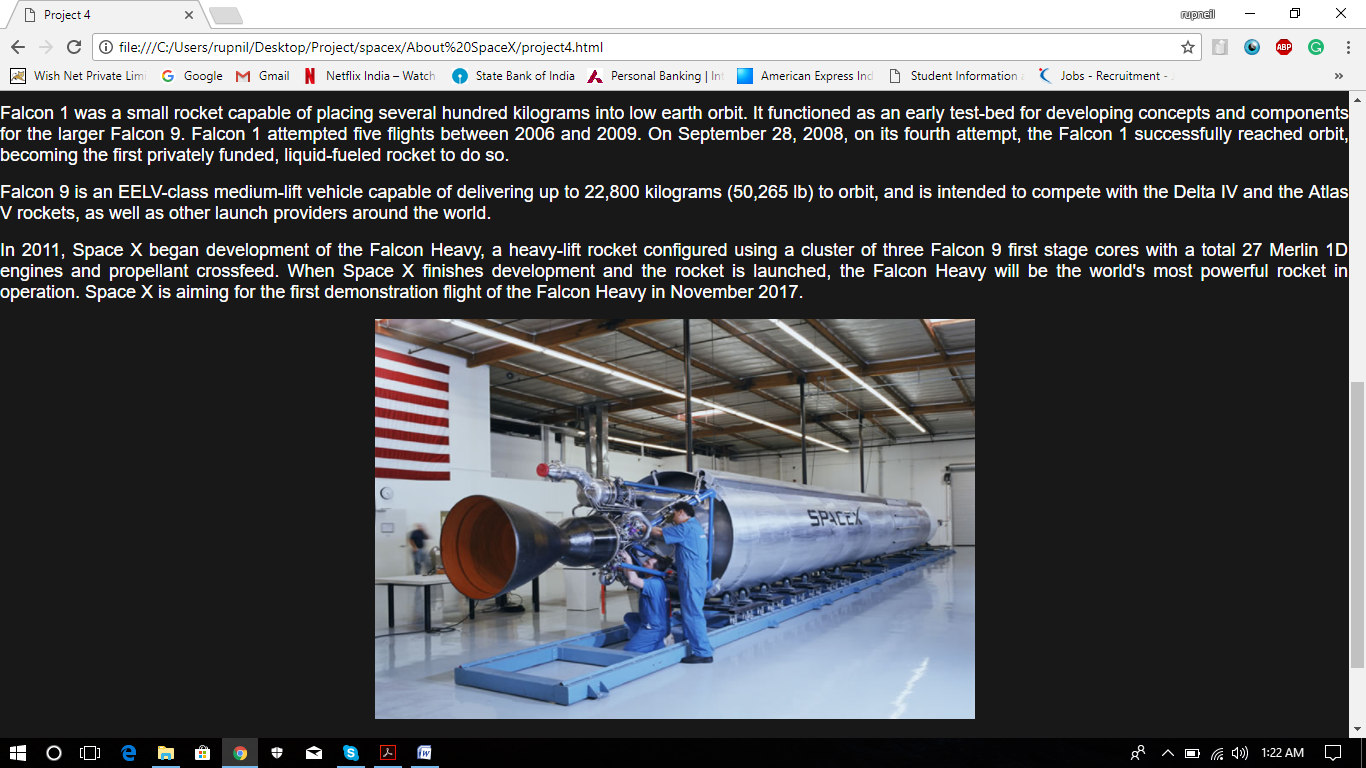 Project 4
rupneil
file:///C:/Users/rupnil/Desktop/Project/spacex/About%20SpaceX/project4.html
ABP
Wish Net Private Lim Google Gmail Netflix India – Watch State Bank of India Personal Banking | Int American Express Ind Student Information Jobs - Recruitment - »
Falcon 1 was a small rocket capable of placing several hundred kilograms into low earth orbit. It functioned as an early test-bed for developing concepts and components
for the larger Falcon 9. Falcon 1 attempted five flights between 2006 and 2009. On September 28, 2008, on its fourth attempt, the Falcon 1 successfully reached orbit,
becoming the first privately funded, liquid-fueled rocket to do so.
Falcon 9 is an EELV-class medium-lift vehicle capable of delivering up to 22,800 kilograms (50,265 lb) to orbit, and is intended to compete with the Delta IV and the Atlas
V rockets, as well as other launch providers around the world.
In 2011, Space X began development of the Falcon Heavy, a heavy-lift rocket configured using a cluster of three Falcon 9 first stage cores with a total 27 Merlin 1D
engines and propellant crossfeed. When Space X finishes development and the rocket is launched, the Falcon Heavy will be the world's most powerful rocket in
operation. Space X is aiming for the first demonstration flight of the Falcon Heavy in November 2017.
SPACEX
1:22 AM